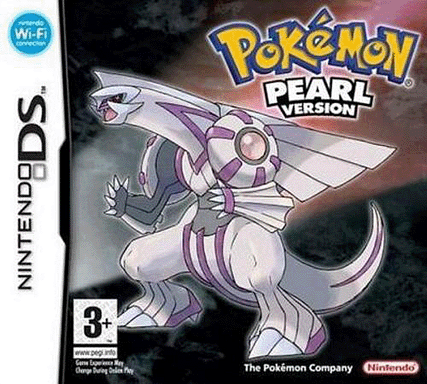 Nintendo
Wi-Fi
connection
NINTENDO DS™
POKéMON
®
PEARL
VERSION
3+
www.pegi.info
Game Experience May
Change During Online Play
The Pokémon Company
Nintendo